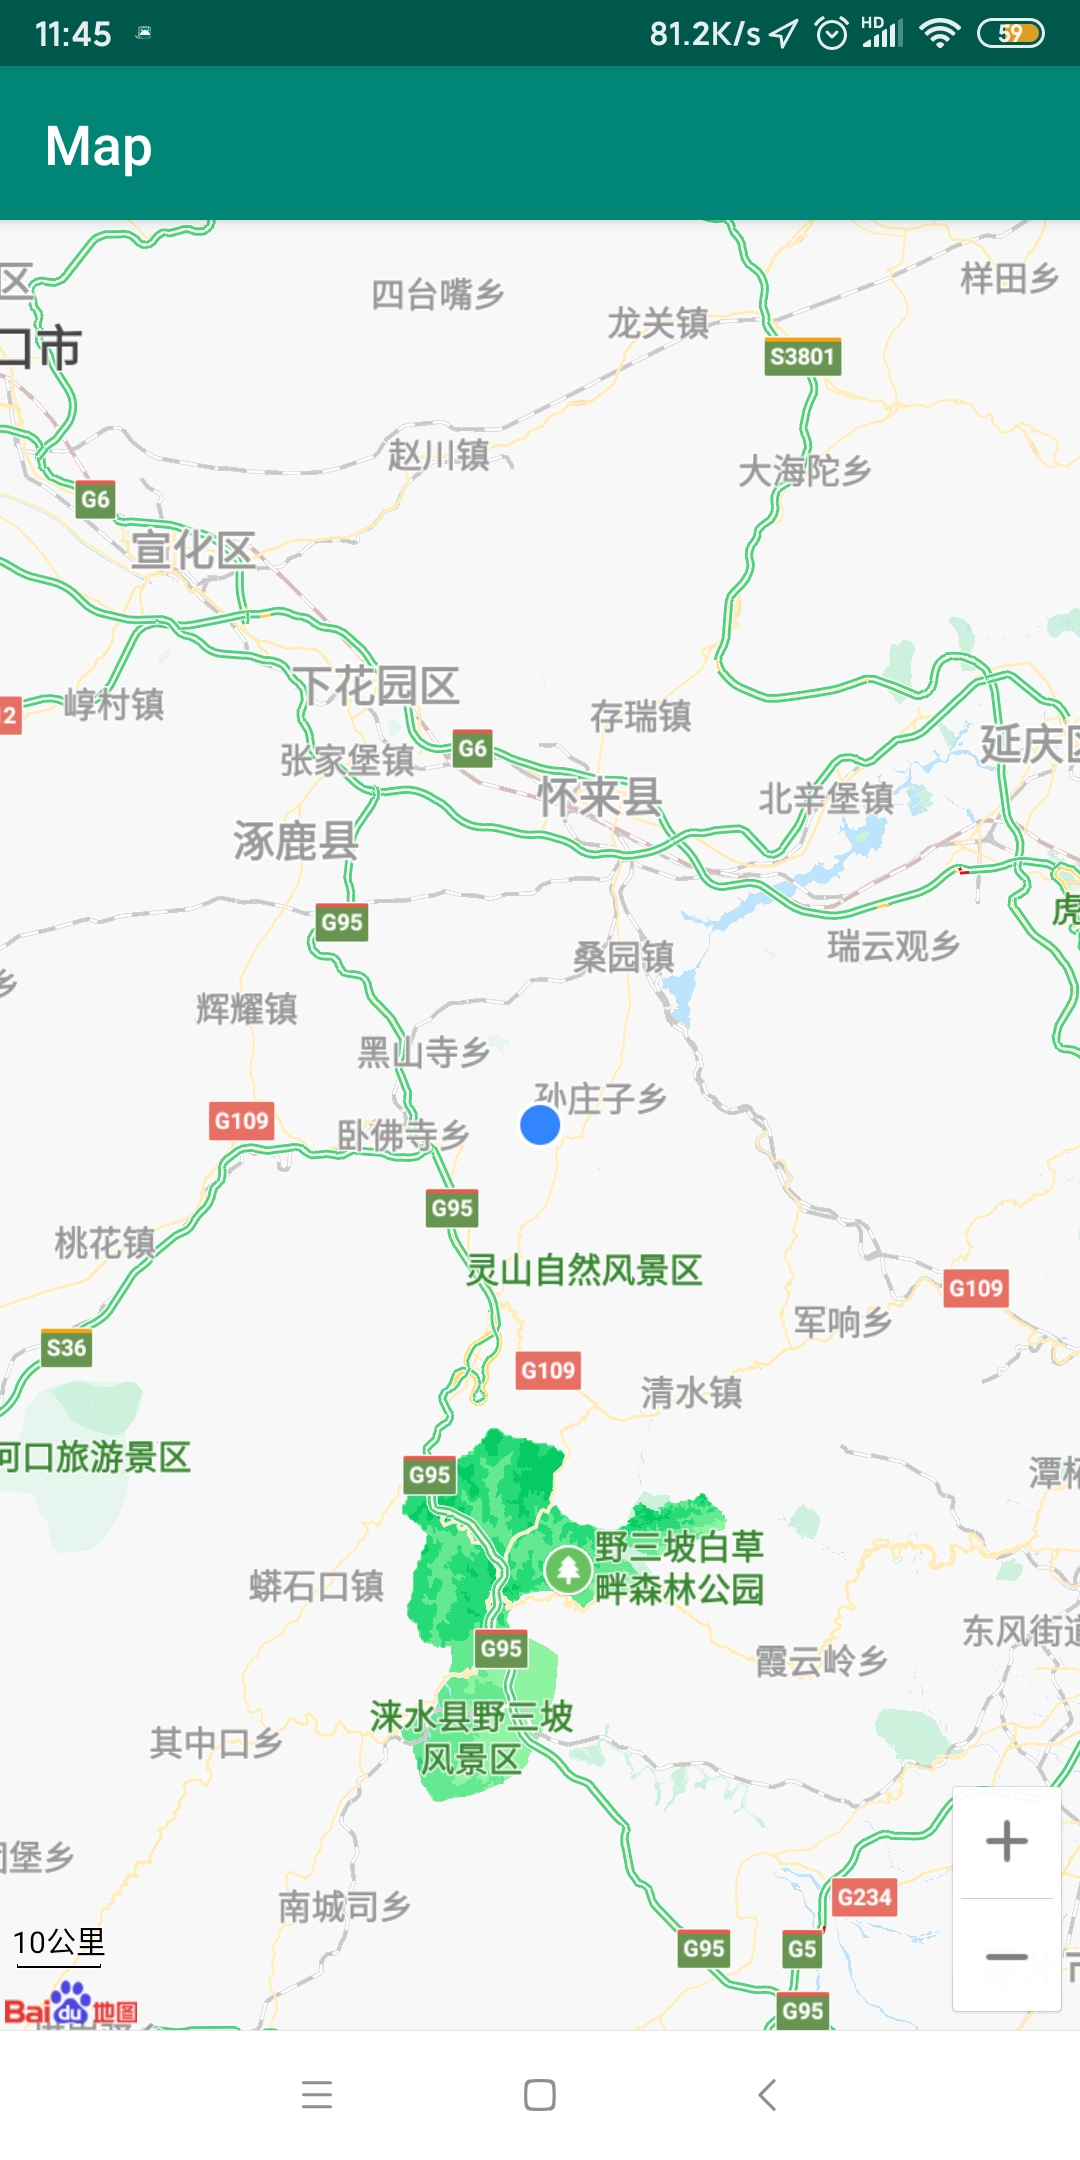 11:45
81.2K/s
HD
59
Map
样田乡
区
四台嘴乡
龙关镇
口市
S3801
赵川镇
大海陀乡
G6
宣化区
下花园区
崞村镇
存瑞镇
延庆区
G6
张家堡镇
怀来县
北辛堡镇
涿鹿县
虎
G95
瑞云观乡
桑园镇
乡
辉耀镇
黑山寺乡
孙庄子乡
G109
卧佛寺乡
G95
桃花镇
灵山自然风景区
G109
军响乡
S36
G109
清水镇
河口旅游景区
G95
潭柘
野三坡白草
畔森林公园
蟒石口镇
东风街道
G95
霞云岭乡
涞水县野三坡
风景区
其中口乡
堡乡
G234
南城司乡
10公里
G95
G5
Bai du 地图
G95